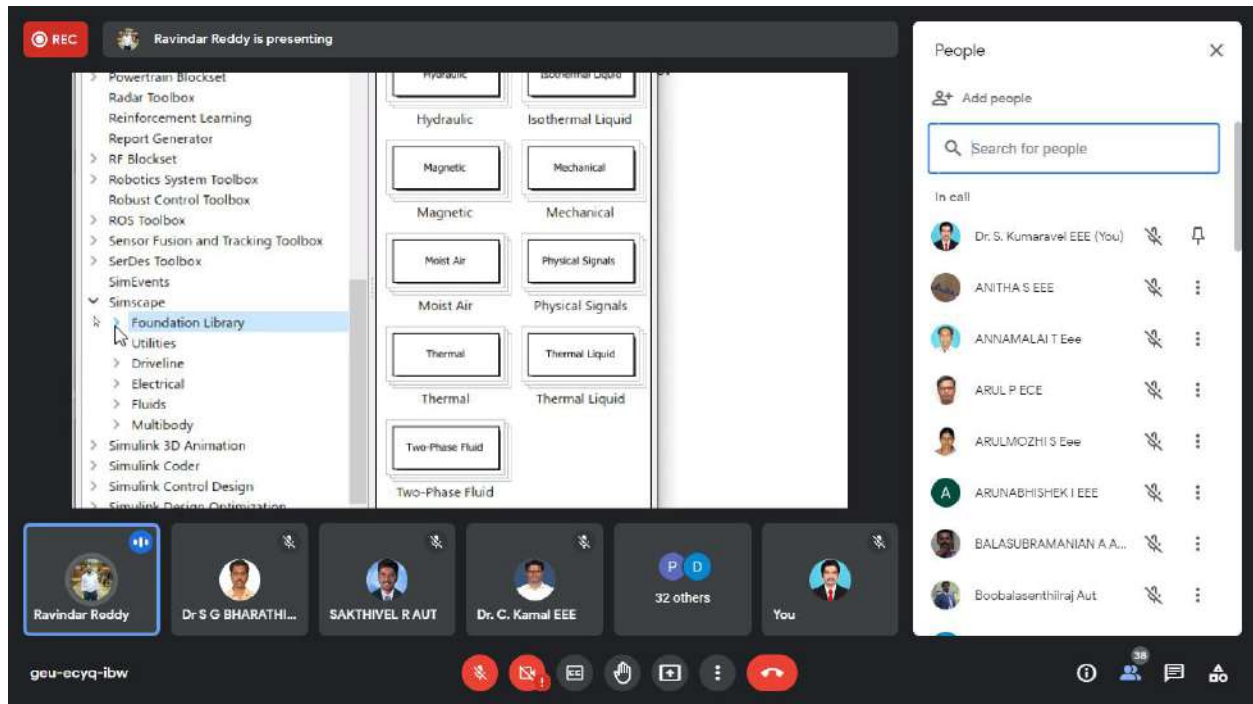 REC
Ravindar Reddy is presenting
Powertrain Blockset
Radar Toolbox
Reinforcement Learning
Report Generator
RF Blockset
Robotics System Toolbox
Robust Control Toolbox
ROS Toolbox
Sensor Fusion and Tracking Toolbox
SerDes Toolbox
SimEvents
Simscape
Foundation Library
Utilities
Driveline
Electrical
Fluids
Multibody
Simulink 3D Animation
Simulink Coder
Simulink Control Design
Simulink Design Optimization
Hydraulic
Isothermal Liquid
Hydraulic
Isothermal Liquid
Magnetic
Mechanical
Magnetic
Mechanical
Moist Air
Physical Signals
Moist Air
Physical Signals
Thermal
Thermal Liquid
Thermal
Thermal Liquid
Two-Phase Fluid
Two-Phase Fluid
People
Add people
Search for people
In call
Dr. S. Kumaravel EEE (You)
ANITHA S EEE
ANNAMALAI T Eee
ARUL P ECE
ARULMOZHI S Eee
A
ARUNABHISHEK I EEE
BALASUBRAMANIAN A A...
Boobalasenthilraj Aut
Ravindar Reddy
Dr S G BHARATHI...
SAKTHIVEL R AUT
Dr. C. Kamal EEE
P D
32 others
You
geu-ecyq-ibw
CC
38